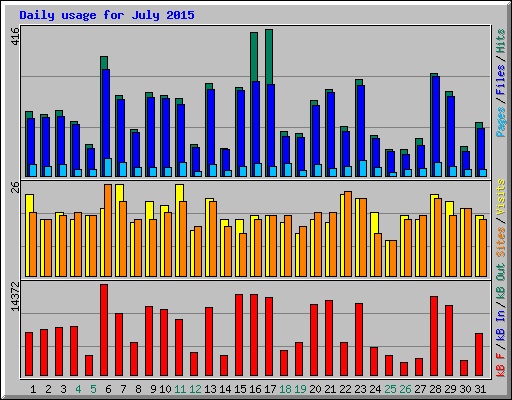 Daily usage for July 2015
416
Pages / Files / Hits
26
Sites / Visits
14372
kB F / kB In / kB Out
1 2 3 4 5 6 7 8 9 10 11 12 13 14 15 16 17 18 19 20 21 22 23 24 25 26 27 28 29 30 31